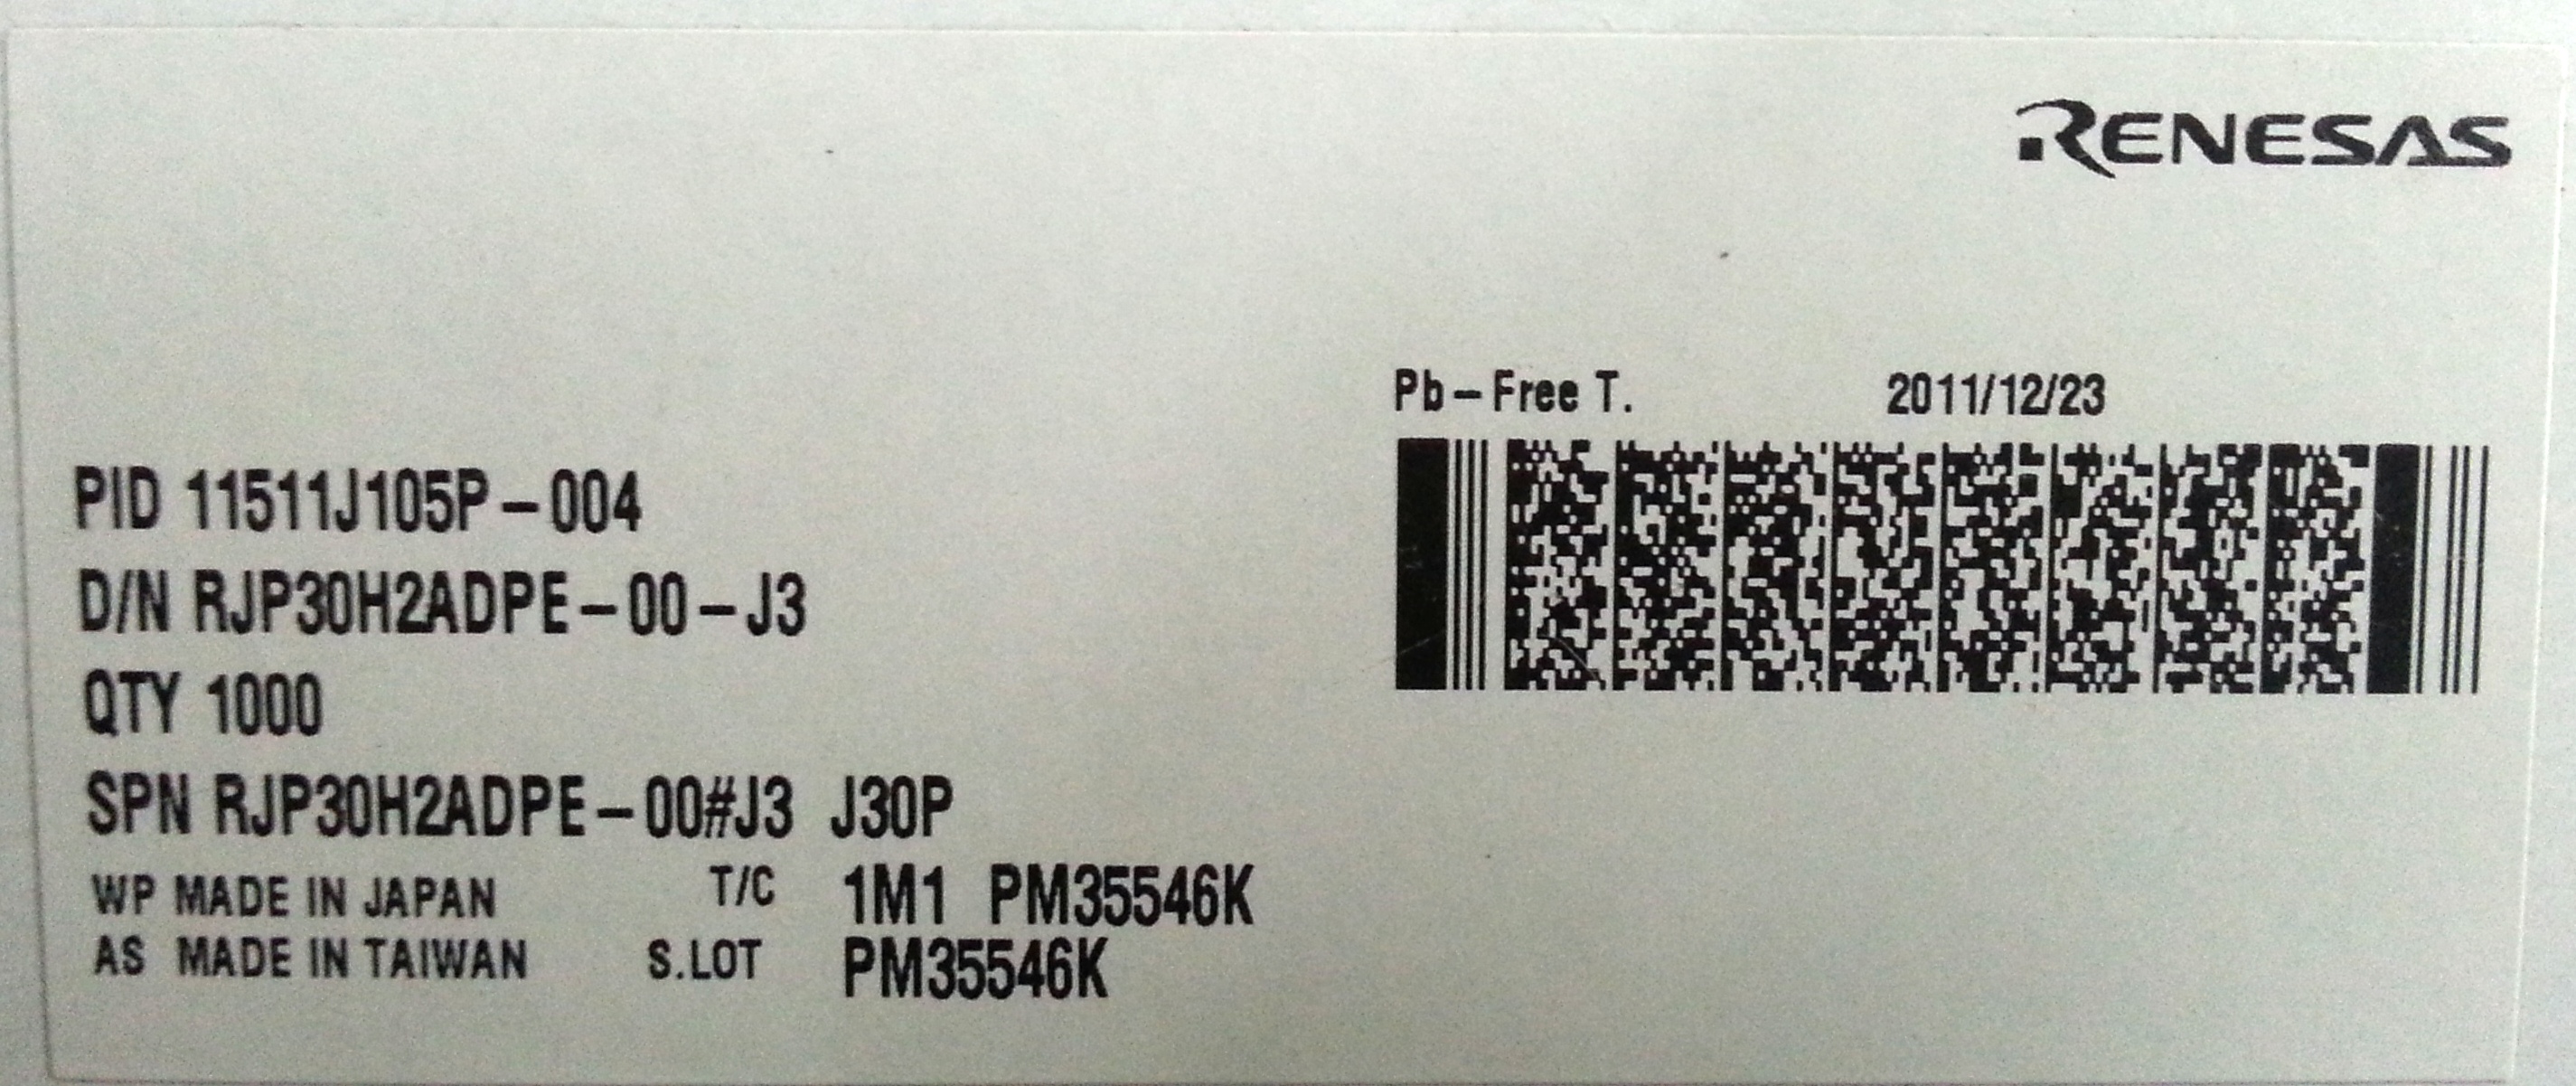 RENESAS
Pb-Free T. 2011/12/23
PID 11511J105P-004
D/N RJP30H2ADPE-00-J3
QTY 1000
SPN RJP30H2ADPE-00#J3 J30P
WP MADE IN JAPAN T/C 1M1 PM35546K
AS MADE IN TAIWAN S.LOT PM35546K